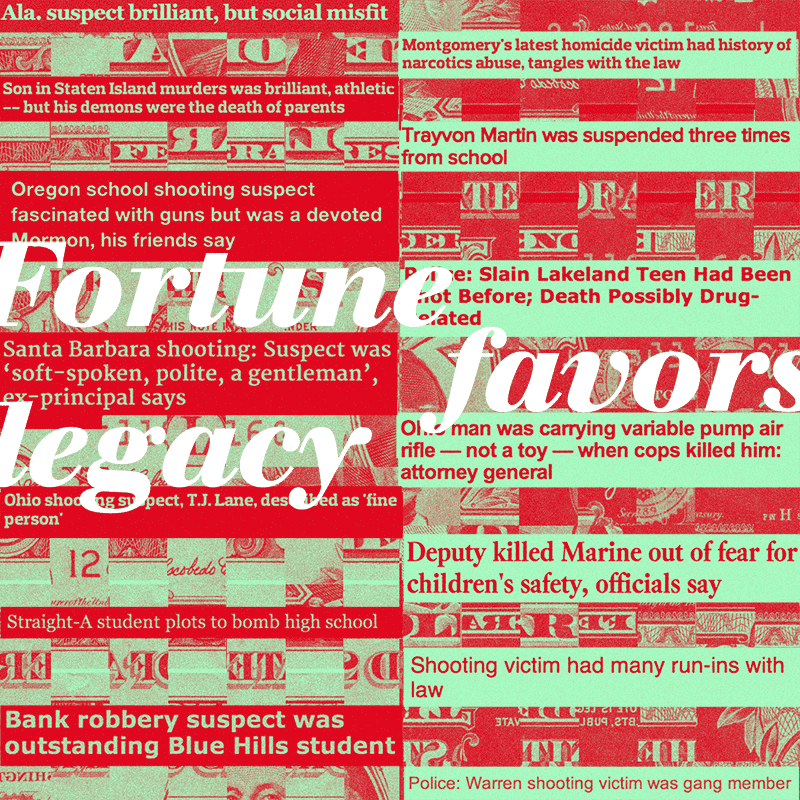 Ala. suspect brilliant, but social misfit
Son in Staten Island murders was brilliant, athletic
-- but his demons were the death of parents
Oregon school shooting suspect
fascinated with guns but was a devoted
Mormon, his friends say
Fortune
favors
legacy
Santa Barbara shooting: Suspect was
‘soft-spoken, polite, a gentleman’,
ex-principal says
Ohio shooting suspect, T.J. Lane, described as 'fine
person'
12
Straight-A student plots to bomb high school
Bank robbery suspect was
outstanding Blue Hills student
Montgomery's latest homicide victim had history of
narcotics abuse, tangles with the law
Trayvon Martin was suspended three times
from school
Police: Slain Lakeland Teen Had Been
Shot Before; Death Possibly Drug-
Related
Ohio man was carrying variable pump air
rifle — not a toy — when cops killed him:
attorney general
Deputy killed Marine out of fear for
children's safety, officials say
Shooting victim had many run-ins with
law
Police: Warren shooting victim was gang member